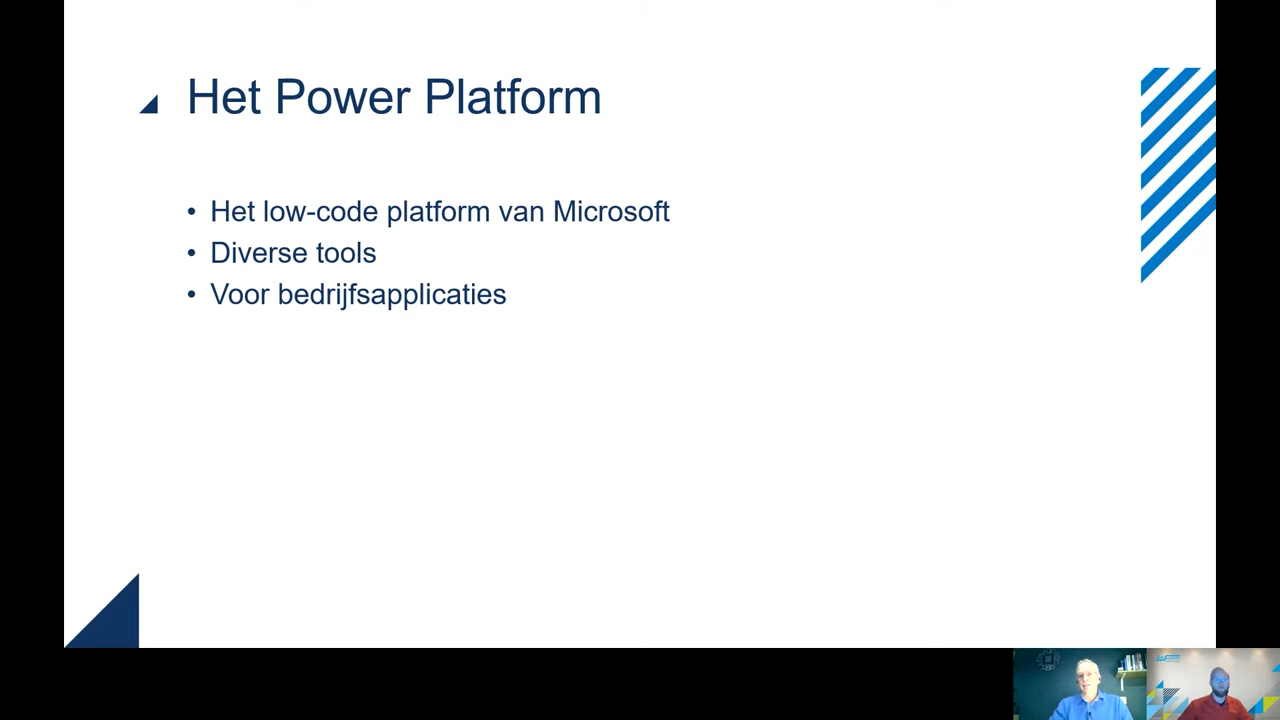 Het Power Platform
• Het low-code platform van Microsoft
• Diverse tools
• Voor bedrijfsapplicaties